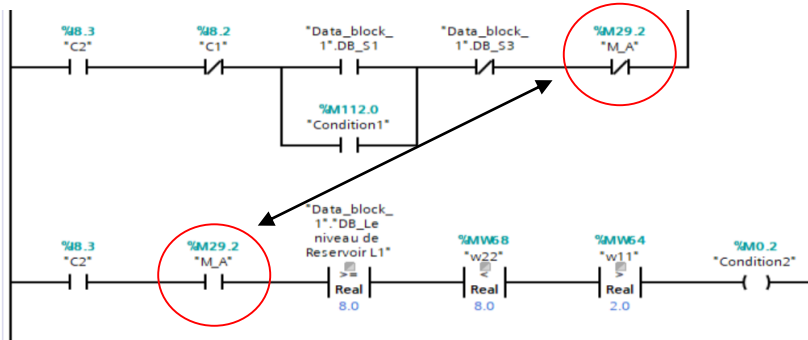 %I8.3
"C2"
%I8.2
"C1"
"Data_block_
1".DB_S1
"Data_block_
1".DB_S3
%M29.2
"M_A"
%M112.0
"Condition1"
%I8.3
"C2"
%M29.2
"M_A"
"Data_block_
1"."DB_Le
niveau de
Reservoir L1"
>=
Real
8.0
%MW68
"w22"
<
Real
8.0
%MW64
"w11"
>
Real
2.0
%M0.2
"Condition2"